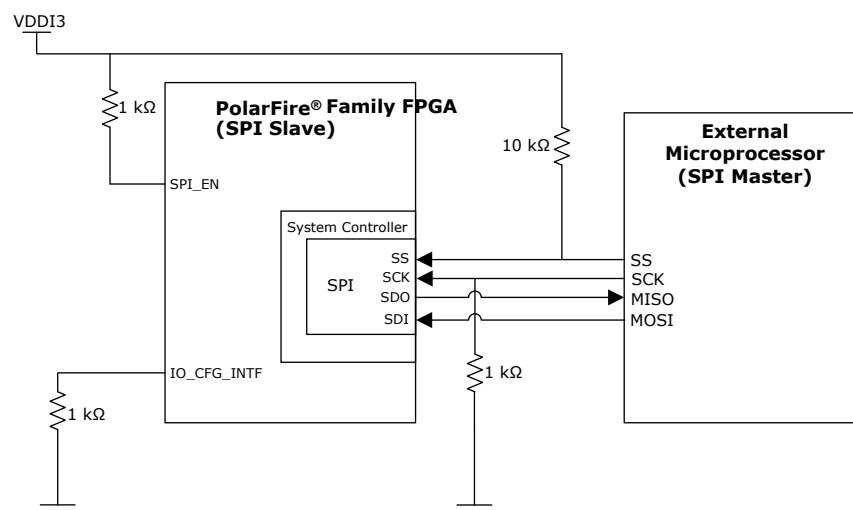 VDDI3
1 kΩ
PolarFire® Family FPGA
(SPI Slave)
10 kΩ
External
Microprocessor
(SPI Master)
SPI_EN
System Controller
SPI
SS
SCK
SDO
SDI
SS
SCK
MISO
MOSI
IO_CFG_INTF
1 kΩ
1 kΩ